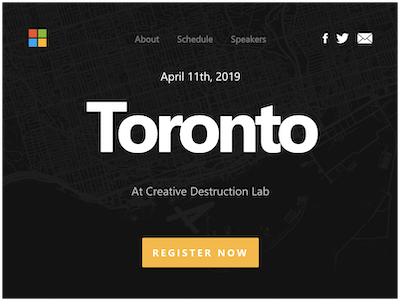 About Schedule Speakers
April 11th, 2019
Toronto
At Creative Destruction Lab
REGISTER NOW